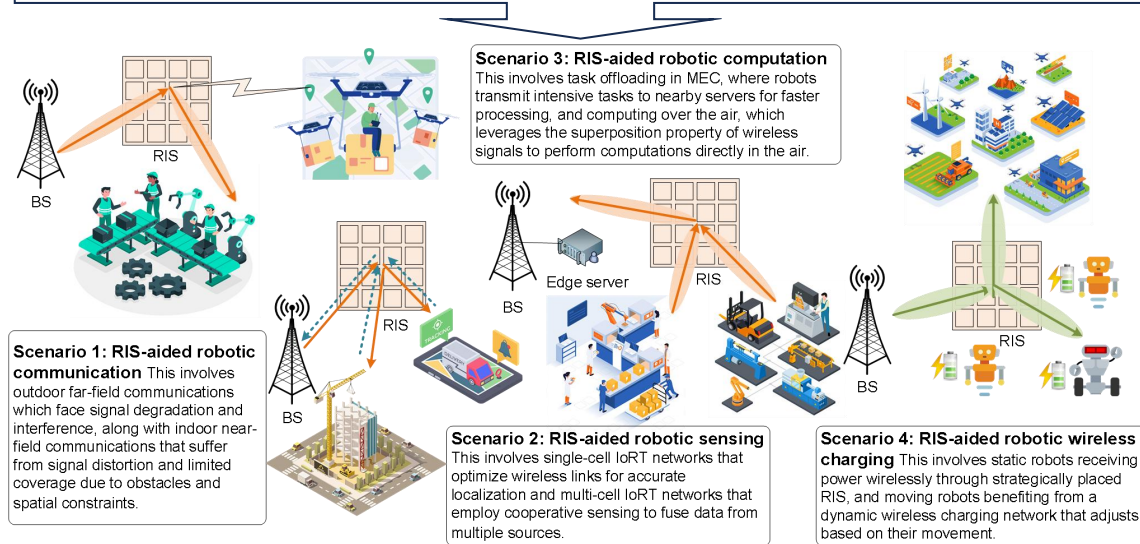 Scenario 3: RIS-aided robotic computation
This involves task offloading in MEC, where robots
transmit intensive tasks to nearby servers for faster
processing, and computing over the air, which
leverages the superposition property of wireless
signals to perform computations directly in the air.
RIS
BS
RIS
BS
Edge server
RIS
BS
TRACKING
DELIVERY
RIS
BS
BS
RIS
Scenario 1: RIS-aided robotic
communication This involves
outdoor far-field communications
which face signal degradation and
interference, along with indoor near-
field communications that suffer
from signal distortion and limited
coverage due to obstacles and
spatial constraints.
Scenario 2: RIS-aided robotic sensing
This involves single-cell IoRT networks that
optimize wireless links for accurate
localization and multi-cell IoRT networks that
employ cooperative sensing to fuse data from
multiple sources.
Scenario 4: RIS-aided robotic wireless
charging This involves static robots receiving
power wirelessly through strategically placed
RIS, and moving robots benefiting from a
dynamic wireless charging network that adjusts
based on their movement.